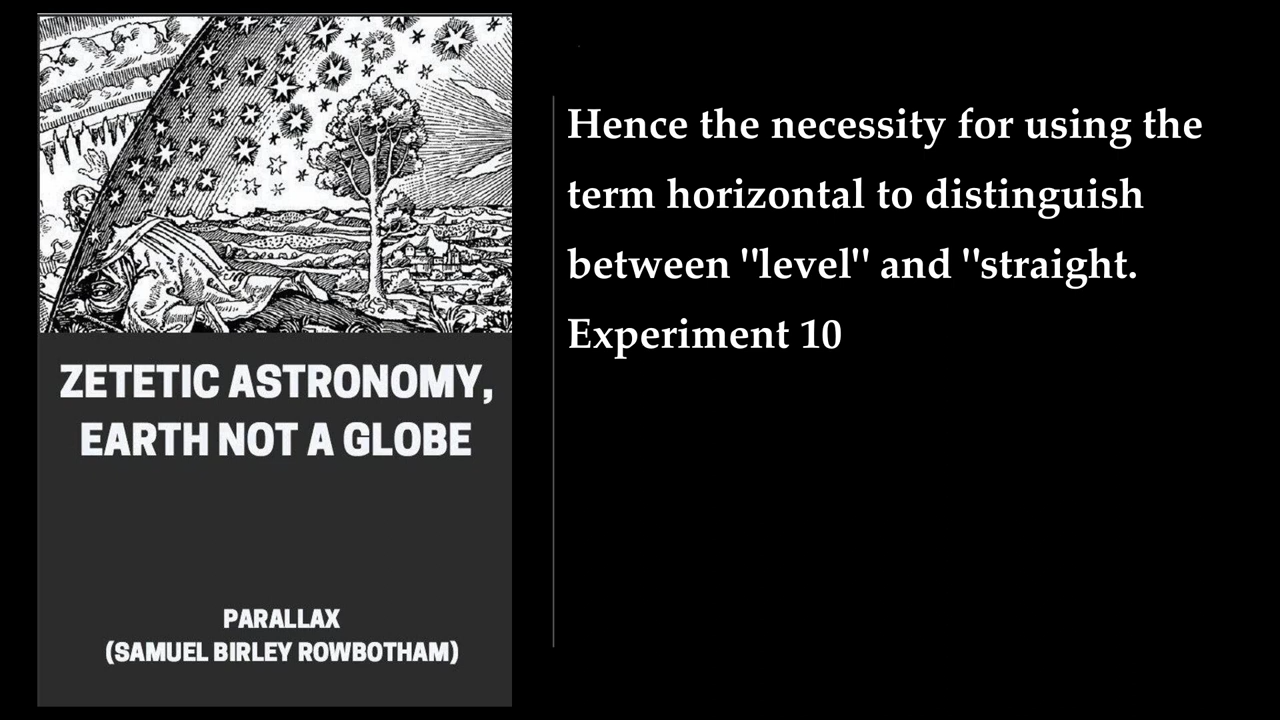 ZETETIC ASTRONOMY,
EARTH NOT A GLOBE
PARALLAX
(SAMUEL BIRLEY ROWBOTHAM)
Hence the necessity for using the
term horizontal to distinguish
between "level" and "straight.
Experiment 10